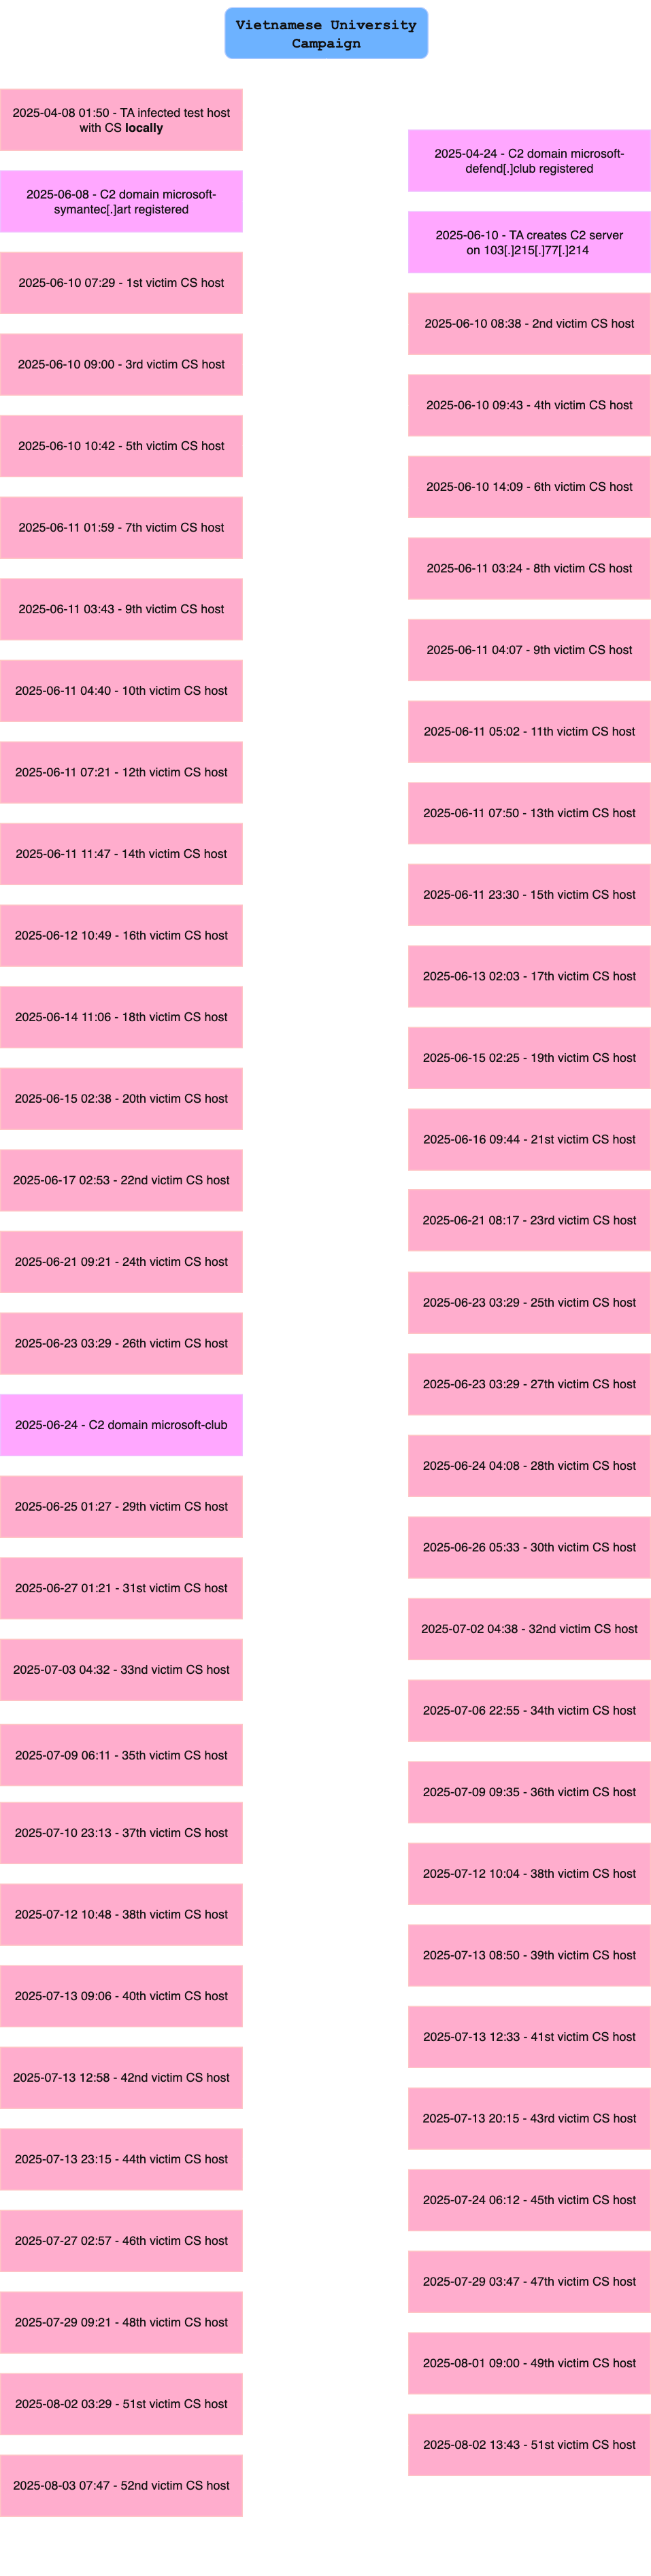 Vietnamese University
Campaign
2025-04-08 01:50 - TA infected test host
with CS locally
2025-04-24 - C2 domain microsoft-
defend[.]club registered
2025-06-08 - C2 domain microsoft-
symantec[.]art registered
2025-06-10 - TA creates C2 server
on 103[.]215[.]77[.]214
2025-06-10 07:29 - 1st victim CS host
2025-06-10 08:38 - 2nd victim CS host
2025-06-10 09:00 - 3rd victim CS host
2025-06-10 09:43 - 4th victim CS host
2025-06-10 10:42 - 5th victim CS host
2025-06-10 14:09 - 6th victim CS host
2025-06-11 01:59 - 7th victim CS host
2025-06-11 03:24 - 8th victim CS host
2025-06-11 03:43 - 9th victim CS host
2025-06-11 04:07 - 9th victim CS host
2025-06-11 04:40 - 10th victim CS host
2025-06-11 05:02 - 11th victim CS host
2025-06-11 07:21 - 12th victim CS host
2025-06-11 07:50 - 13th victim CS host
2025-06-11 11:47 - 14th victim CS host
2025-06-11 23:30 - 15th victim CS host
2025-06-12 10:49 - 16th victim CS host
2025-06-13 02:03 - 17th victim CS host
2025-06-14 11:06 - 18th victim CS host
2025-06-15 02:25 - 19th victim CS host
2025-06-15 02:38 - 20th victim CS host
2025-06-16 09:44 - 21st victim CS host
2025-06-17 02:53 - 22nd victim CS host
2025-06-21 08:17 - 23rd victim CS host
2025-06-21 09:21 - 24th victim CS host
2025-06-23 03:29 - 25th victim CS host
2025-06-23 03:29 - 26th victim CS host
2025-06-23 03:29 - 27th victim CS host
2025-06-24 - C2 domain microsoft-club
2025-06-24 04:08 - 28th victim CS host
2025-06-25 01:27 - 29th victim CS host
2025-06-26 05:33 - 30th victim CS host
2025-06-27 01:21 - 31st victim CS host
2025-07-02 04:38 - 32nd victim CS host
2025-07-03 04:32 - 33nd victim CS host
2025-07-06 22:55 - 34th victim CS host
2025-07-09 06:11 - 35th victim CS host
2025-07-09 09:35 - 36th victim CS host
2025-07-10 23:13 - 37th victim CS host
2025-07-12 10:04 - 38th victim CS host
2025-07-12 10:48 - 38th victim CS host
2025-07-13 08:50 - 39th victim CS host
2025-07-13 09:06 - 40th victim CS host
2025-07-13 12:33 - 41st victim CS host
2025-07-13 12:58 - 42nd victim CS host
2025-07-13 20:15 - 43rd victim CS host
2025-07-13 23:15 - 44th victim CS host
2025-07-24 06:12 - 45th victim CS host
2025-07-27 02:57 - 46th victim CS host
2025-07-29 03:47 - 47th victim CS host
2025-07-29 09:21 - 48th victim CS host
2025-08-01 09:00 - 49th victim CS host
2025-08-02 03:29 - 51st victim CS host
2025-08-02 13:43 - 51st victim CS host
2025-08-03 07:47 - 52nd victim CS host